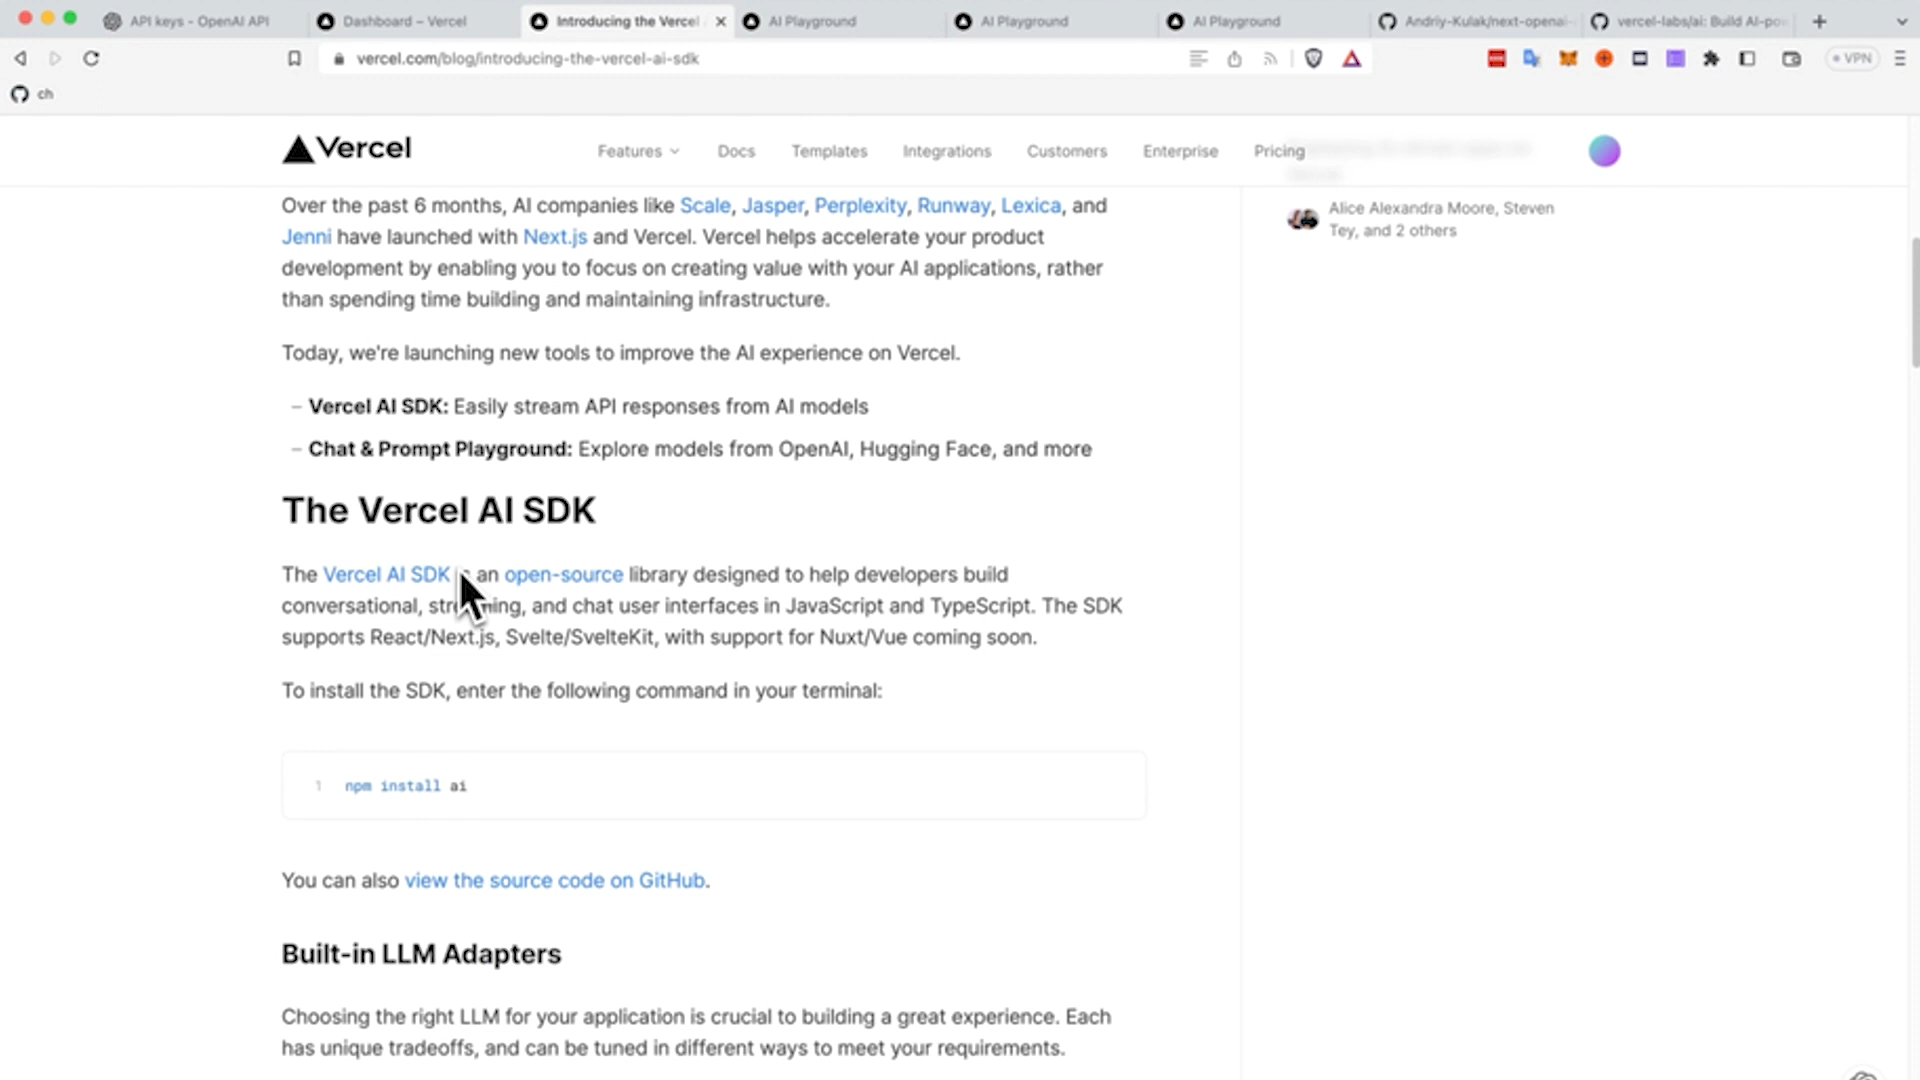 API keys - OpenAI API
Dashboard – Vercel
Introducing the Vercel
AI Playground
AI Playground
AI Playground
Andriy-Kulak/next-openai-
vercel-labs/ai: Build AI-po
vercel.com/blog/introducing-the-vercel-ai-sdk
VPN
ch
Vercel
Features
Docs
Templates
Integrations
Customers
Enterprise
Pricing
Over the past 6 months, AI companies like Scale, Jasper, Perplexity, Runway, Lexica, and
Jenni have launched with Next.js and Vercel. Vercel helps accelerate your product
development by enabling you to focus on creating value with your AI applications, rather
than spending time building and maintaining infrastructure.
Alice Alexandra Moore, Steven
Tey, and 2 others
Today, we're launching new tools to improve the AI experience on Vercel.
– Vercel AI SDK: Easily stream API responses from AI models
– Chat & Prompt Playground: Explore models from OpenAI, Hugging Face, and more
The Vercel AI SDK
The Vercel AI SDK is an open-source library designed to help developers build
conversational, streaming, and chat user interfaces in JavaScript and TypeScript. The SDK
supports React/Next.js, Svelte/SvelteKit, with support for Nuxt/Vue coming soon.
To install the SDK, enter the following command in your terminal:
1 npm install ai
You can also view the source code on GitHub.
Built-in LLM Adapters
Choosing the right LLM for your application is crucial to building a great experience. Each
has unique tradeoffs, and can be tuned in different ways to meet your requirements.